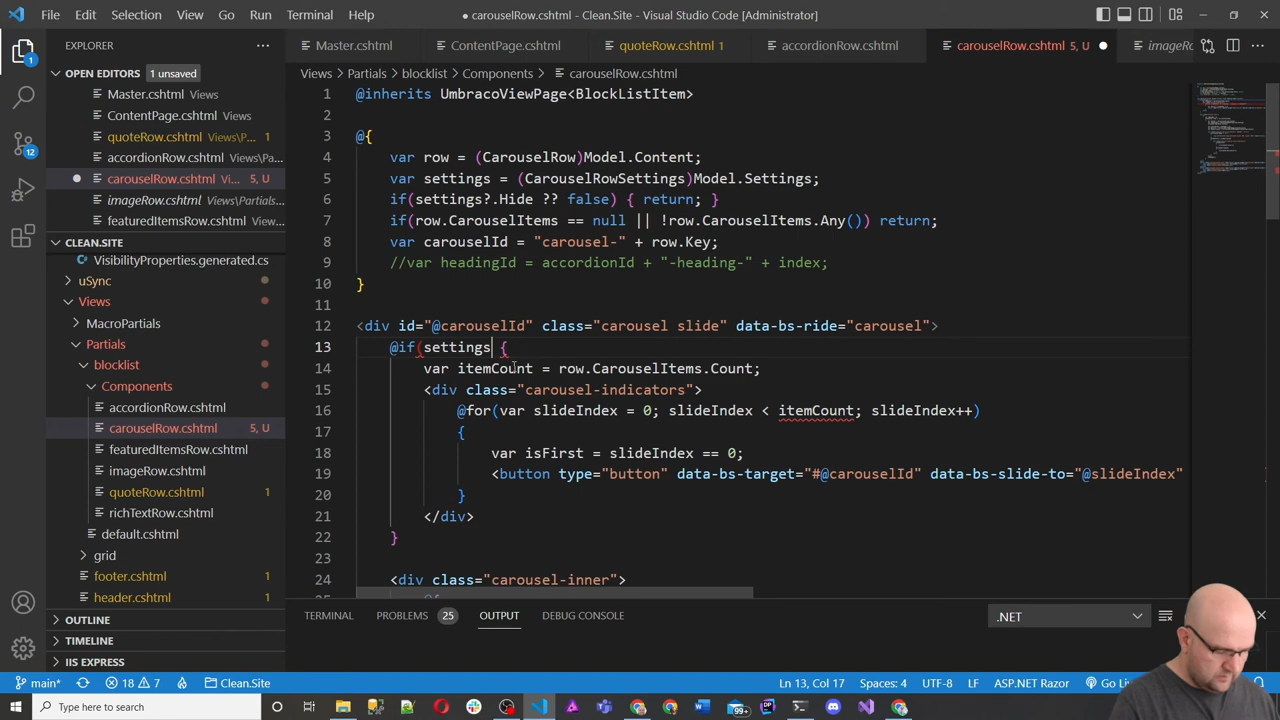 File Edit Selection View Go Run Terminal Help
● carouselRow.cshtml - Clean.Site - Visual Studio Code [Administrator]
EXPLORER
Master.cshtml
ContentPage.cshtml
quoteRow.cshtml 1
accordionRow.cshtml
carouselRow.cshtml 5, U
imageRo
OPEN EDITORS 1 unsaved
Master.cshtml Views
ContentPage.cshtml Views
quoteRow.cshtml Views\P... 1
accordionRow.cshtml Views\Pa...
carouselRow.cshtml Vi... 5, U
imageRow.cshtml Views\Partials...
featuredItemsRow.cshtml Views...
CLEAN.SITE
VisibilityProperties.generated.cs
uSync
Views
MacroPartials
Partials
blocklist
Components
accordionRow.cshtml
carouselRow.cshtml 5, U
featuredItemsRow.cshtml
imageRow.cshtml
quoteRow.cshtml 1
richTextRow.cshtml
default.cshtml
grid
footer.cshtml 1
header.cshtml 1
OUTLINE
TIMELINE
IIS EXPRESS
Views > Partials > blocklist > Components > carouselRow.cshtml
1 @inherits UmbracoViewPage<BlockListItem>
2
3 @{
4 var row = (CarouselRow)Model.Content;
5 var settings = (CarouselRowSettings)Model.Settings;
6 if(settings?.Hide ?? false) { return; }
7 if(row.CarouselItems == null || !row.CarouselItems.Any()) return;
8 var carouselId = "carousel-" + row.Key;
9 //var headingId = accordionId + "-heading-" + index;
10 }
11
12 <div id="@carouselId" class="carousel slide" data-bs-ride="carousel">
13 @if(settings {
14 var itemCount = row.CarouselItems.Count;
15 <div class="carousel-indicators">
16 @for(var slideIndex = 0; slideIndex < itemCount; slideIndex++)
17 {
18 var isFirst = slideIndex == 0;
19 <button type="button" data-bs-target="#@carouselId" data-bs-slide-to="@slideIndex"
20 }
21 </div>
22 }
23
24 <div class="carousel-inner">
TERMINAL PROBLEMS 25 OUTPUT DEBUG CONSOLE
.NET
main* 18 7 Clean.Site
Ln 13, Col 17 Spaces: 4 UTF-8 LF ASP.NET Razor Go Li
Type here to search
99+